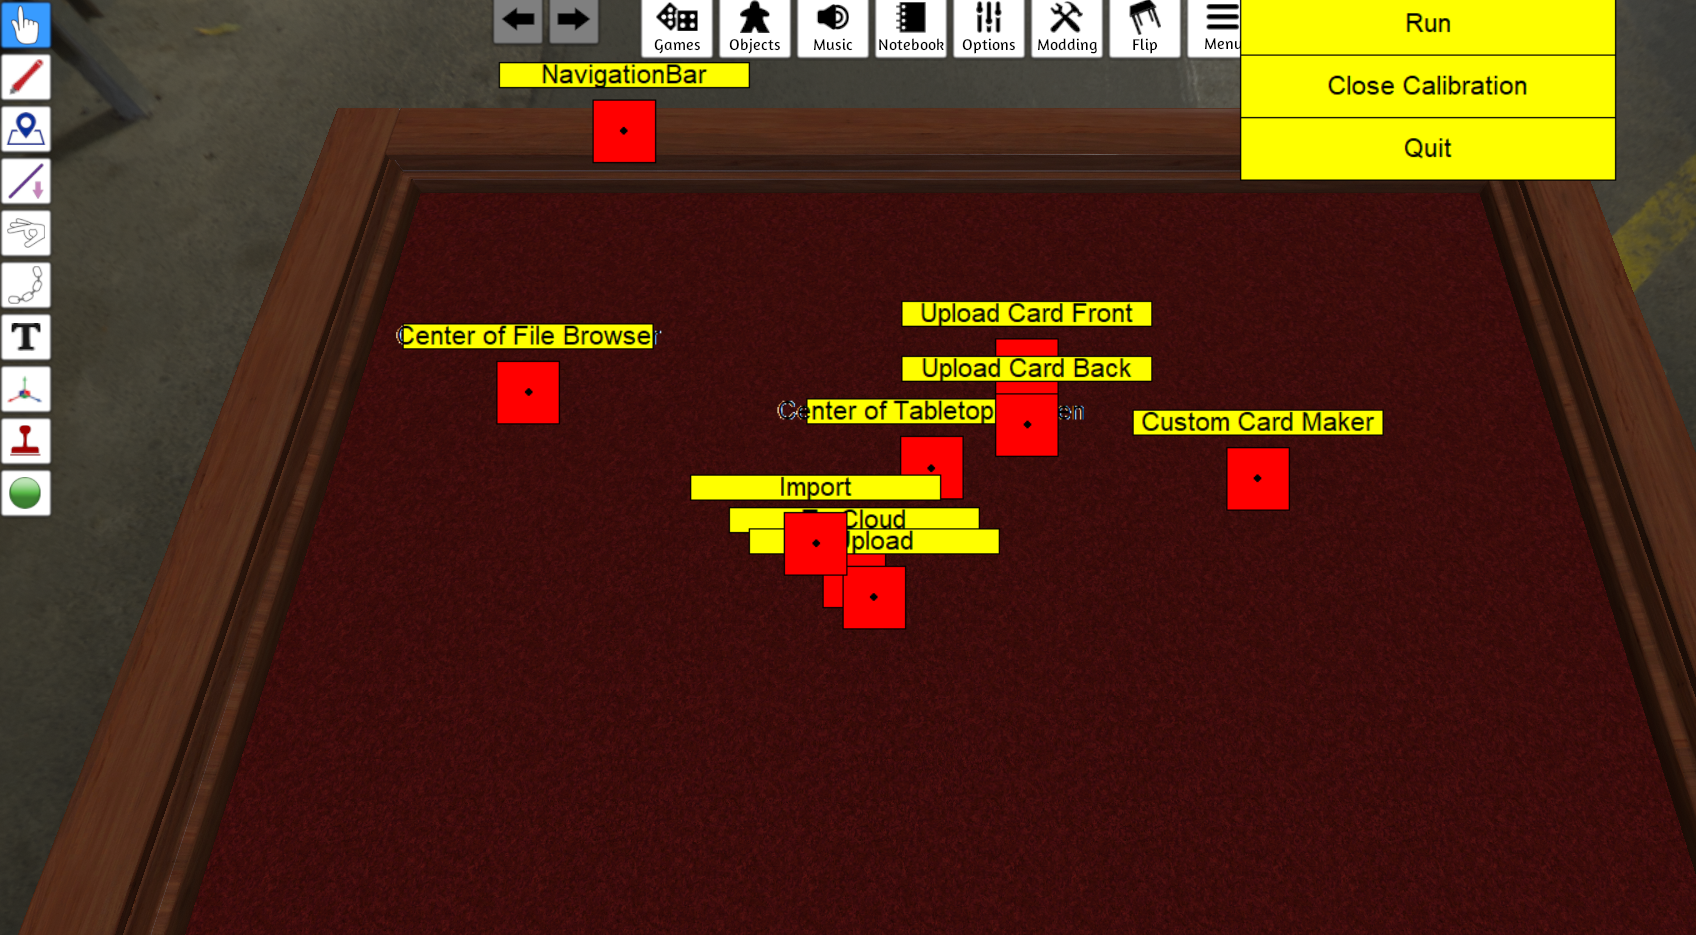 Games
Objects
Music
Notebook
Options
Modding
Flip
Menu
Run
Close Calibration
Quit
NavigationBar
Upload Card Front
Center of File Browser
Upload Card Back
Center of Tabletop
Custom Card Maker
Import
Cloud
Upload
T